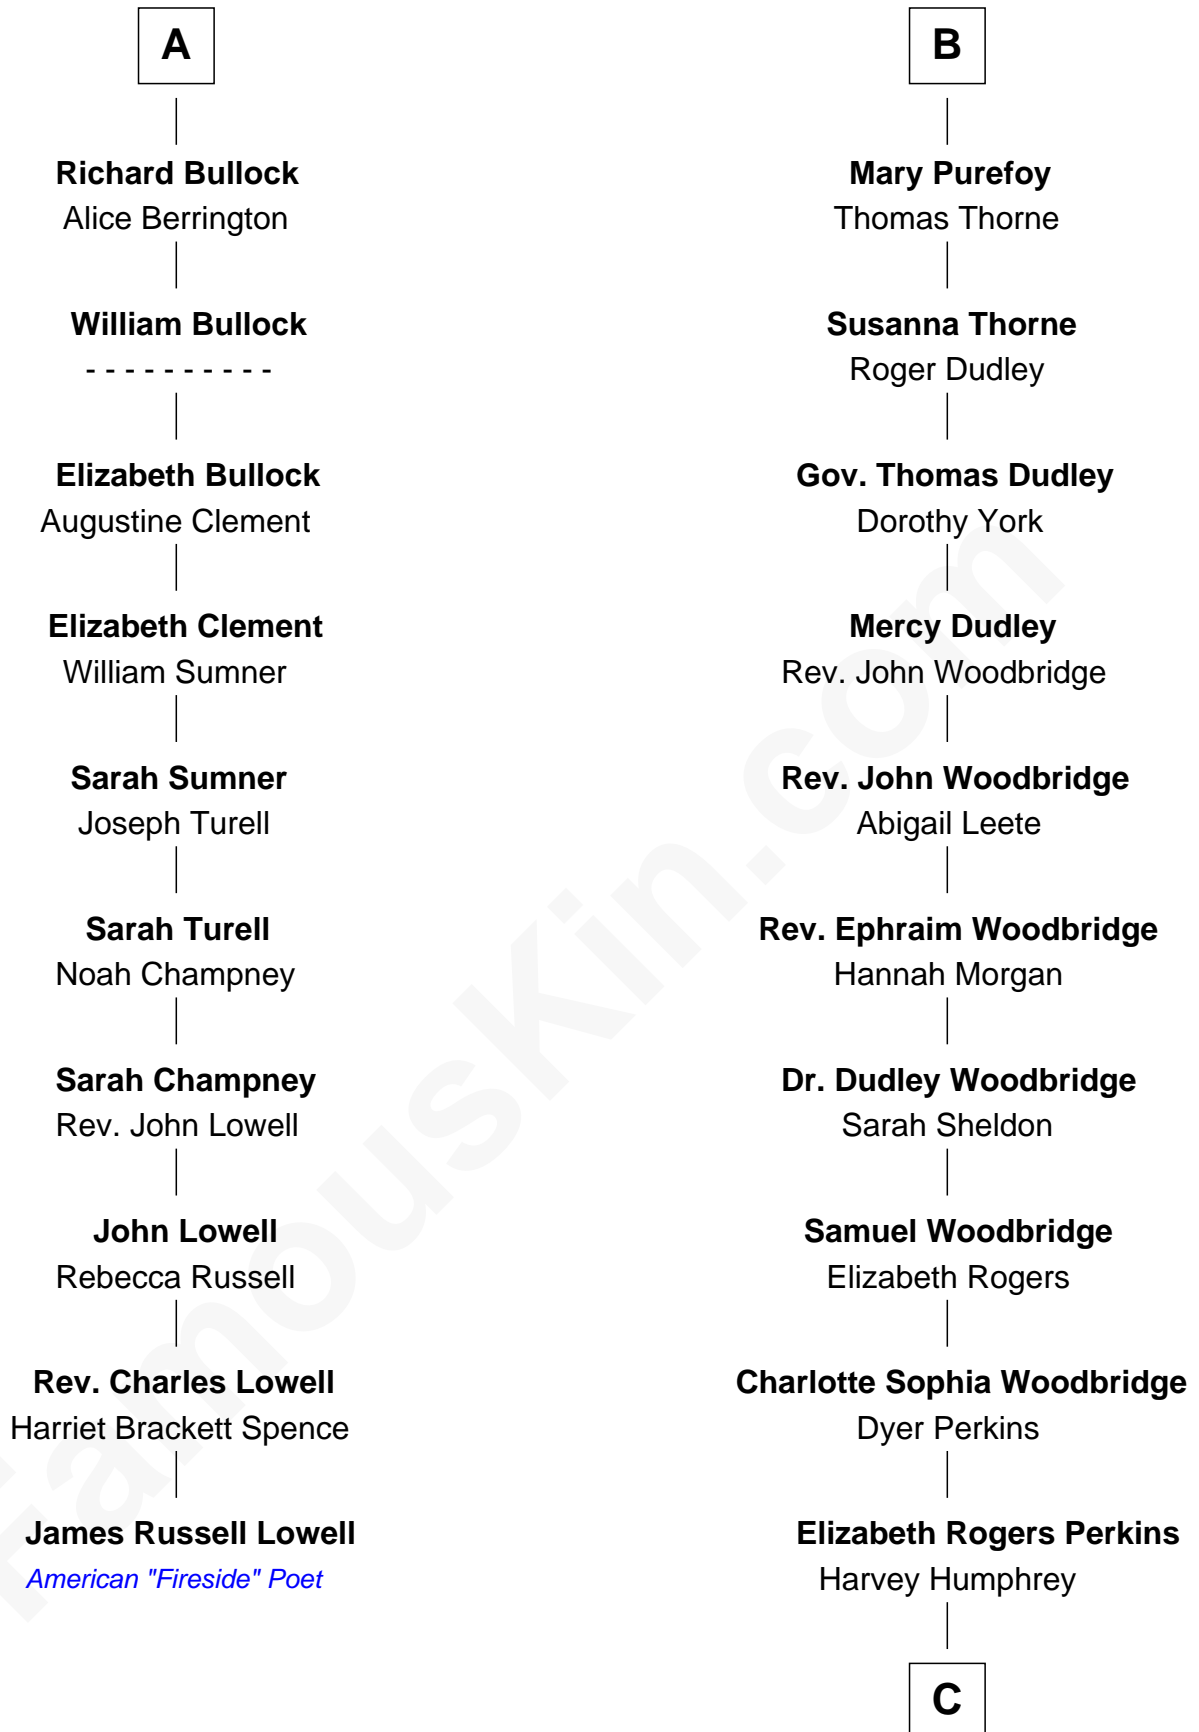 A
Richard Bullock
Alice Berrington
William Bullock
- - - - - - - - - -
Elizabeth Bullock
Augustine Clement
Elizabeth Clement
William Sumner
Sarah Sumner
Joseph Turell
Sarah Turell
Noah Champney
Sarah Champney
Rev. John Lowell
John Lowell
Rebecca Russell
Rev. Charles Lowell
Harriet Brackett Spence
James Russell Lowell
American "Fireside" Poet
B
Mary Purefoy
Thomas Thorne
Susanna Thorne
Roger Dudley
Gov. Thomas Dudley
Dorothy York
Mercy Dudley
Rev. John Woodbridge
Rev. John Woodbridge
Abigail Leete
Rev. Ephraim Woodbridge
Hannah Morgan
Dr. Dudley Woodbridge
Sarah Sheldon
Samuel Woodbridge
Elizabeth Rogers
Charlotte Sophia Woodbridge
Dyer Perkins
Elizabeth Rogers Perkins
Harvey Humphrey
C
FamousKin.com